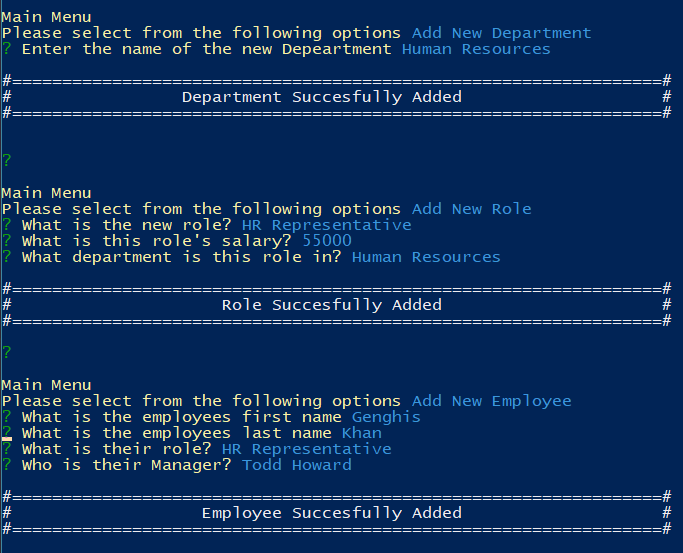 Main Menu
Please select from the following options Add New Department
? Enter the name of the new Depeartment Human Resources
#=================================================================#
# Department Succesfully Added #
#=================================================================#
?
Main Menu
Please select from the following options Add New Role
? What is the new role? HR Representative
? What is this role's salary? 55000
? What department is this role in? Human Resources
#=================================================================#
# Role Succesfully Added #
#=================================================================#
?
Main Menu
Please select from the following options Add New Employee
? What is the employees first name Genghis
? What is the employees last name Khan
? What is their role? HR Representative
? Who is their Manager? Todd Howard
#=================================================================#
# Employee Succesfully Added #
#=================================================================#